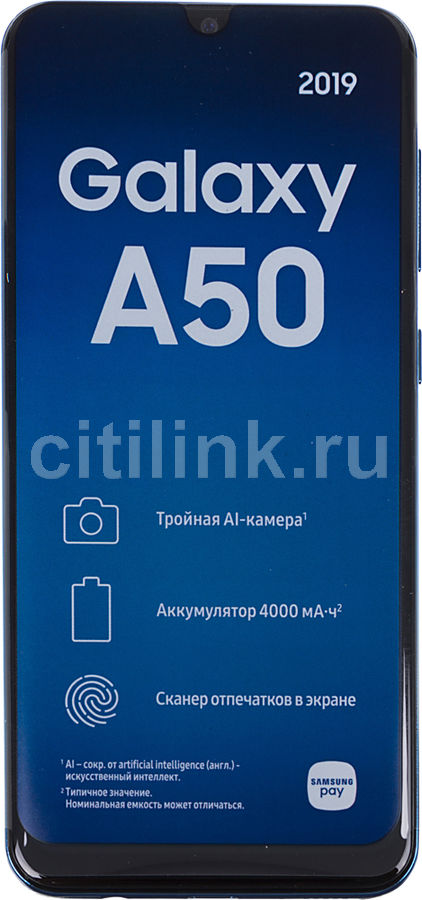 2019
Galaxy
A50
citilink.ru
Тройная AI-камера¹
Аккумулятор 4000 мА·ч²
Сканер отпечатков в экране
¹ AI – сокр. от artificial intelligence (англ.) -
искусственный интеллект.
² Типичное значение.
Номинальная емкость может отличаться.
SAMSUNG
pay